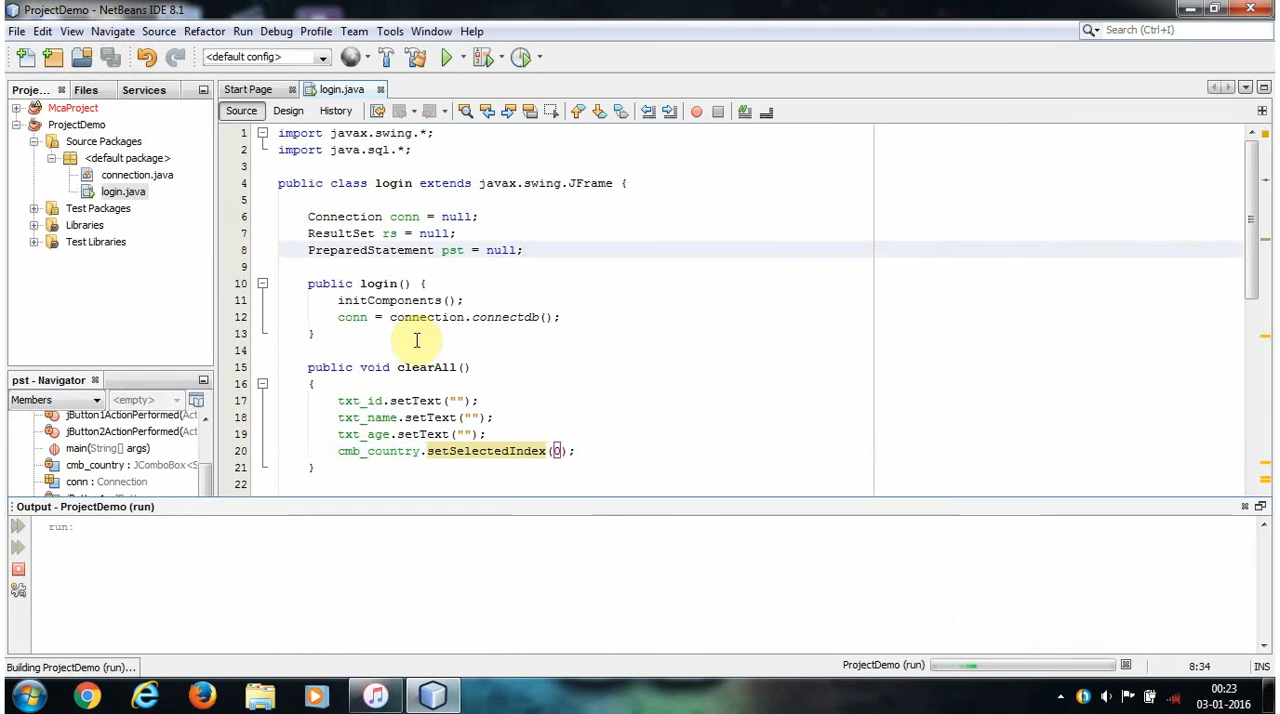 ProjectDemo - NetBeans IDE 8.1
File Edit View Navigate Source Refactor Run Debug Profile Team Tools Window Help
Search (Ctrl+I)
<default config>
Proje... Files Services
Start Page login.java
Source Design History
McaProject
ProjectDemo
Source Packages
<default package>
connection.java
login.java
Test Packages
Libraries
Test Libraries
1 import javax.swing.*;
2 import java.sql.*;
3
4 public class login extends javax.swing.JFrame {
5
6 Connection conn = null;
7 ResultSet rs = null;
8 PreparedStatement pst = null;
9
10 public login() {
11 initComponents();
12 conn = connection.connectdb();
13 }
14
15 public void clearAll()
16 {
17 txt_id.setText("");
18 txt_name.setText("");
19 txt_age.setText("");
20 cmb_country.setSelectedIndex(0);
21 }
22
pst - Navigator
Members <empty>
jButton1ActionPerformed(Act
jButton2ActionPerformed(Act
main(String[] args)
cmb_country : JComboBox<S
conn : Connection
Output - ProjectDemo (run)
run:
Building ProjectDemo (run)...
ProjectDemo (run)
8:34 INS
00:23
03-01-2016